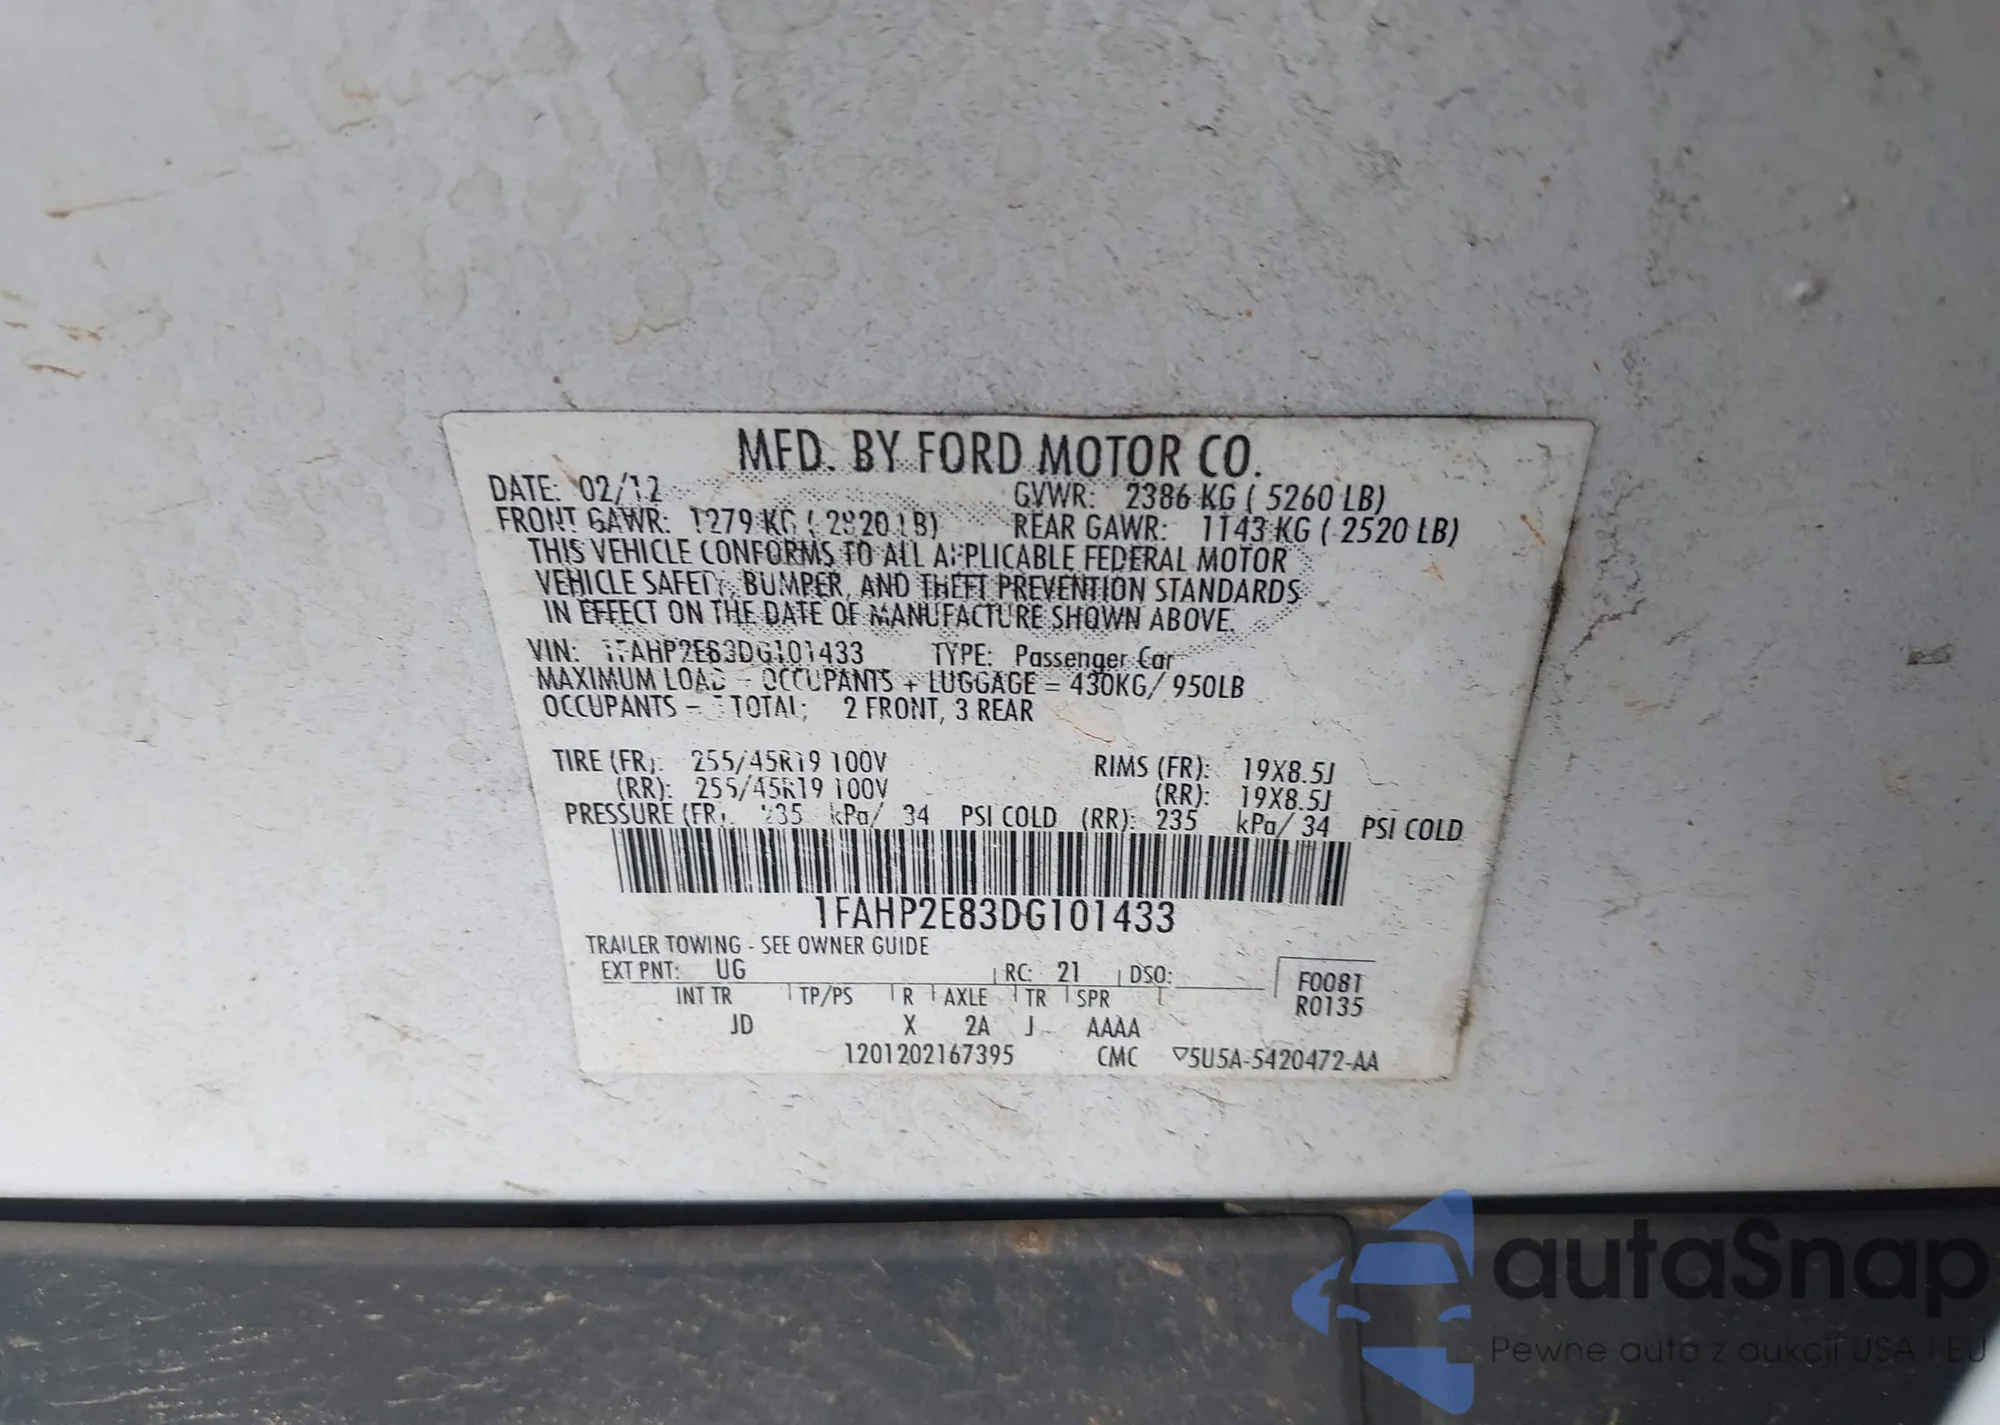 MFD. BY FORD MOTOR CO.
DATE: 02/12 GVWR: 2386 KG ( 5260 LB)
FRONT GAWR: 1279 KG ( 2820 LB) REAR GAWR: 1143 KG ( 2520 LB)
THIS VEHICLE CONFORMS TO ALL APPLICABLE FEDERAL MOTOR
VEHICLE SAFETY, BUMPER, AND THEFT PREVENTION STANDARDS
IN EFFECT ON THE DATE OF MANUFACTURE SHOWN ABOVE.
VIN: 1FAHP2E83DG101433 TYPE: Passenger Car
MAXIMUM LOAD = OCCUPANTS + LUGGAGE = 430KG/ 950LB
OCCUPANTS - TOTAL; 2 FRONT, 3 REAR
TIRE (FR): 255/45R19 100V RIMS (FR): 19X8.5J
(RR): 255/45R19 100V (RR): 19X8.5J
PRESSURE (FR): 235 kPa/ 34 PSI COLD (RR): 235 kPa/ 34 PSI COLD
1FAHP2E83DG101433
TRAILER TOWING - SEE OWNER GUIDE
EXT PNT: UG RC: 21 DSO: F0081
INT TR TP/PS R AXLE TR SPR R0135
JD X 2A J AAAA
1201202167395 CMC ▽5U5A-5420472-AA
autaSnap
Pewne auta z aukcji USA i EU